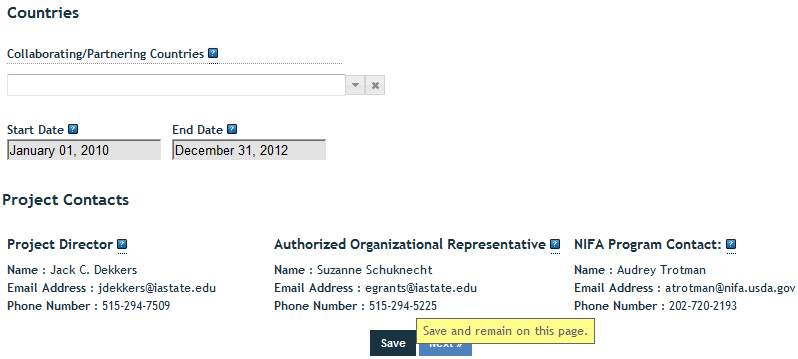 Countries
Collaborating/Partnering Countries ?
Start Date ? End Date ?
January 01, 2010 December 31, 2012
Project Contacts
Project Director ? Authorized Organizational Representative ? NIFA Program Contact: ?
Name : Jack C. Dekkers Name : Suzanne Schuknecht Name : Audrey Trotman
Email Address : jdekkers@iastate.edu Email Address : egrants@iastate.edu Email Address : atrotman@nifa.usda.gov
Phone Number : 515-294-7509 Phone Number : 515-294-5225 Phone Number : 202-720-2193
Save and remain on this page.
Save Next »